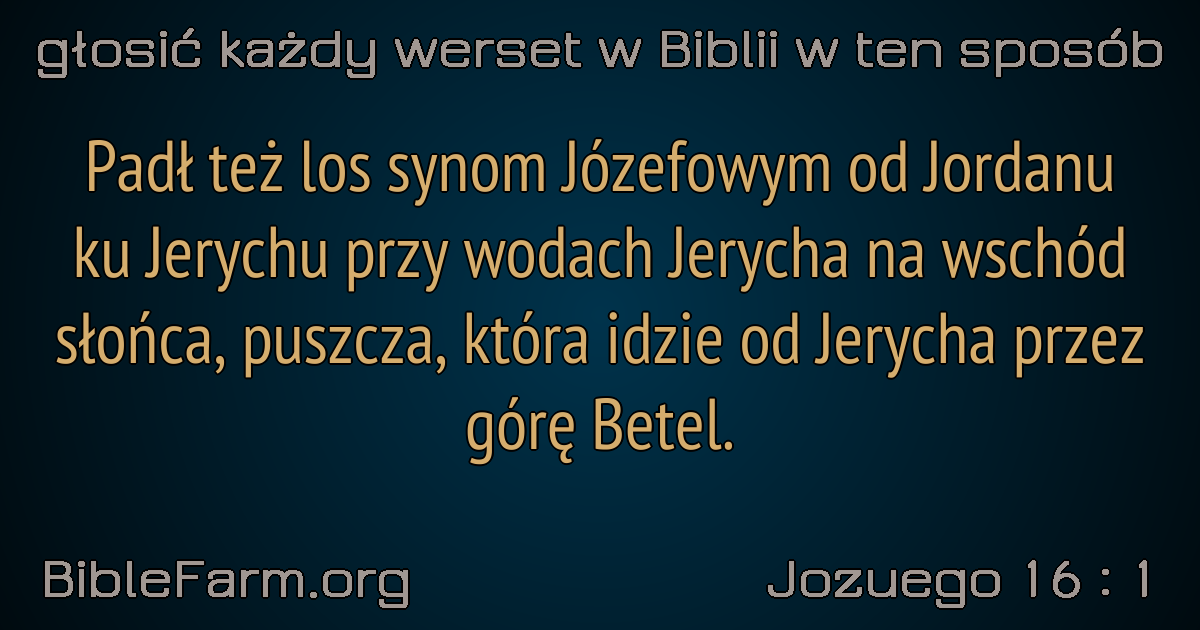 głosić każdy werset w Biblii w ten sposób
Padł też los synom Józefowym od Jordanu
ku Jerychu przy wodach Jerycha na wschód
słońca, puszcza, która idzie od Jerycha przez
górę Betel.
BibleFarm.org
Jozuego 16 : 1